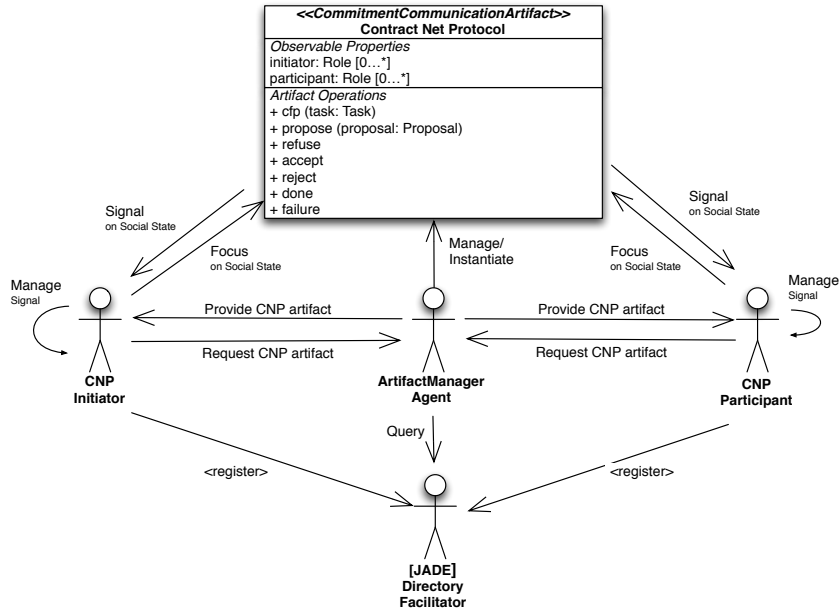 <<CommitmentCommunicationArtifact>>
Contract Net Protocol
Observable Properties
initiator: Role [0…*]
participant: Role [0…*]
Artifact Operations
+ cfp (task: Task)
+ propose (proposal: Proposal)
+ refuse
+ accept
+ reject
+ done
+ failure
Signal
on Social State
Focus
on Social State
Manage/
Instantiate
Signal
on Social State
Focus
on Social State
Manage
Signal
Provide CNP artifact
Request CNP artifact
Provide CNP artifact
Request CNP artifact
Manage
Signal
CNP
Initiator
ArtifactManager
Agent
CNP
Participant
Query
<register>
<register>
[JADE]
Directory
Facilitator